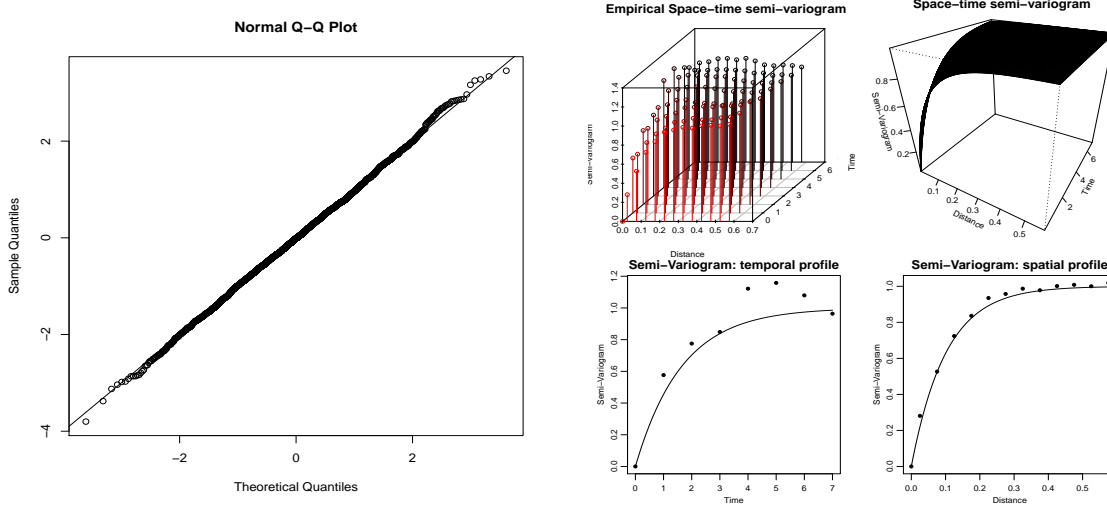 Normal Q−Q Plot
Sample Quantiles
−4
−2
0
2
−2
0
2
Theoretical Quantiles
Empirical Space−time semi−variogram
Semi−variogram
0.0
0.2
0.4
0.6
0.8
1.0
1.2
1.4
0.0 0.1 0.2 0.3 0.4 0.5 0.6 0.7
Distance
0
1
2
3
4
5
6
Time
Space−time semi−variogram
Semi−Variogram
0.2
0.4
0.6
0.8
0.1
0.2
0.3
0.4
0.5
Distance
2
4
6
Time
Semi−Variogram: temporal profile
Semi−Variogram
0.0
0.2
0.4
0.6
0.8
1.0
1.2
0 1 2 3 4 5 6 7
Time
Semi−Variogram: spatial profile
Semi−Variogram
0.0
0.2
0.4
0.6
0.8
1.0
0.0 0.1 0.2 0.3 0.4 0.5
Distance